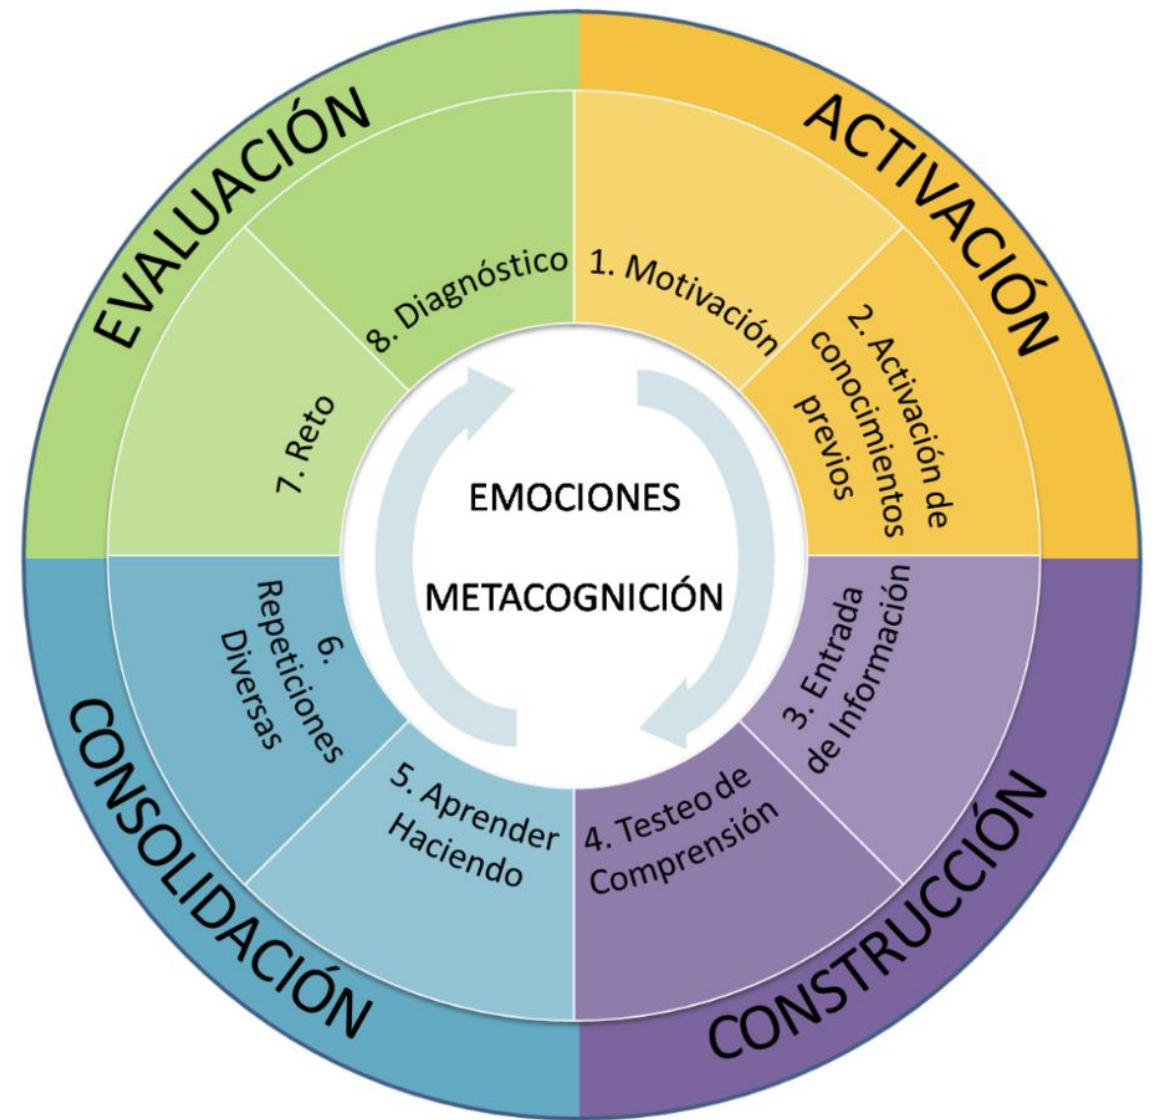 ACTIVACIÓN
1. Motivación
2. Activación de
conocimientos
previos
CONSTRUCCIÓN
3. Entrada
de Información
4. Testeo de
Comprensión
CONSOLIDACIÓN
5. Aprender
Haciendo
6.
Repeticiones
Diversas
EVALUACIÓN
7. Reto
8. Diagnóstico
EMOCIONES
METACOGNICIÓN